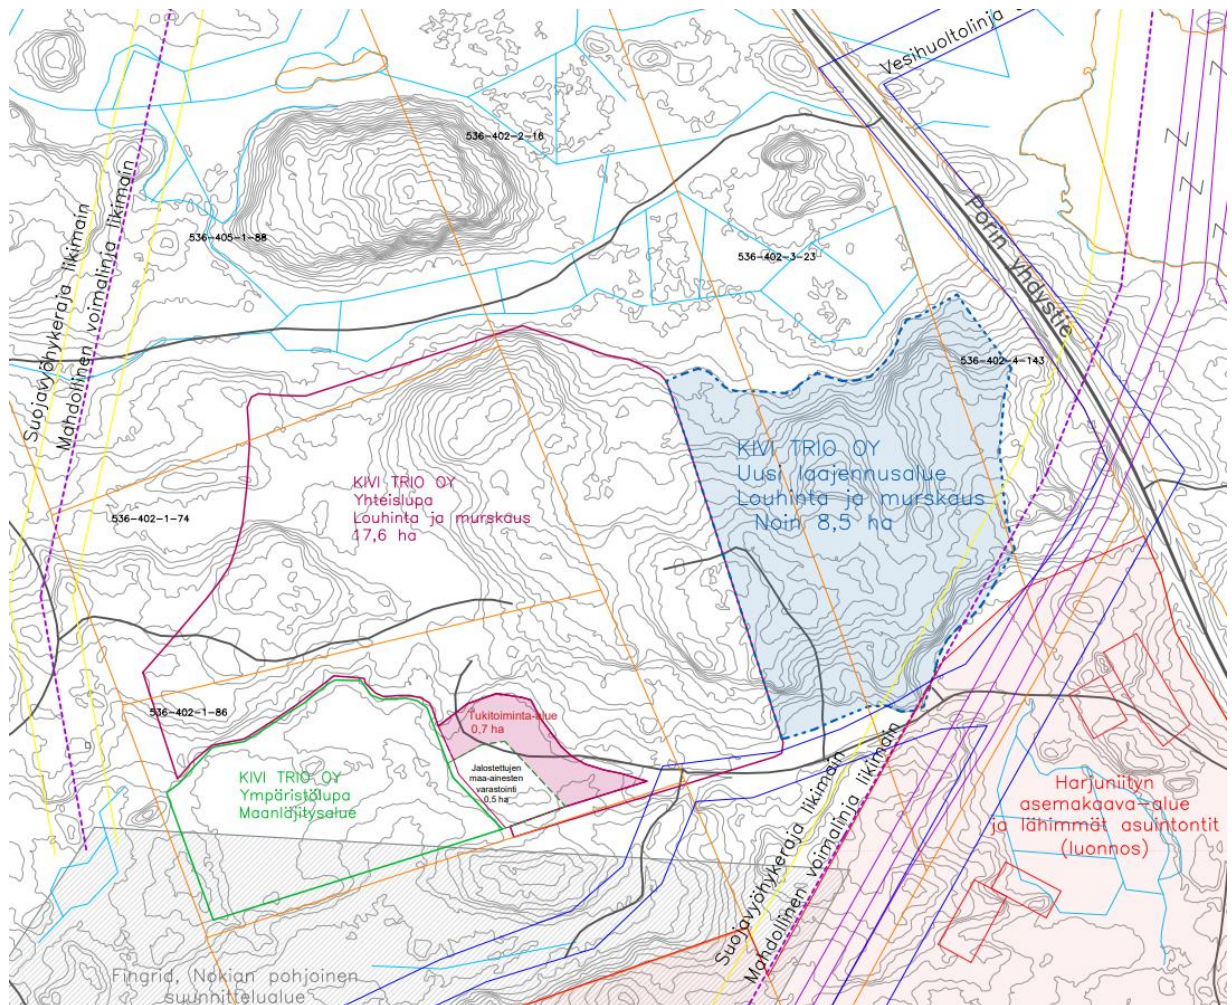 Vesihuoltolinja
536-402-2-16
Suojavyöhykeraja likimain
Mahdollinen voimalinja likimain
536-405-1-88
536-402-3-23
Porin yhdystie
536-402-4-143
KIVI TRIO OY
Uusi laajennusalue
Louhinta ja murskaus
Noin 8,5 ha
KIVI TRIO OY
Yhteislupa
Louhinta ja murskaus
17,6 ha
536-402-1-74
536-402-1-86
Tukitoiminta-alue
0,7 ha
Jalostettujen
maa-ainesten
varastointi
0,5 ha
KIVI TRIO OY
Ympäristölupa
Maanläjitysalue
Suojavyöhykeraja likimain
Mahdollinen voimalinja likimain
Harjuniityn
asemakaava-alue
ja lähimmät asuintontit
(luonnos)
Fingrid, Nokian pohjoinen
suunnittelualue
Z
Z
Z
Z
Z